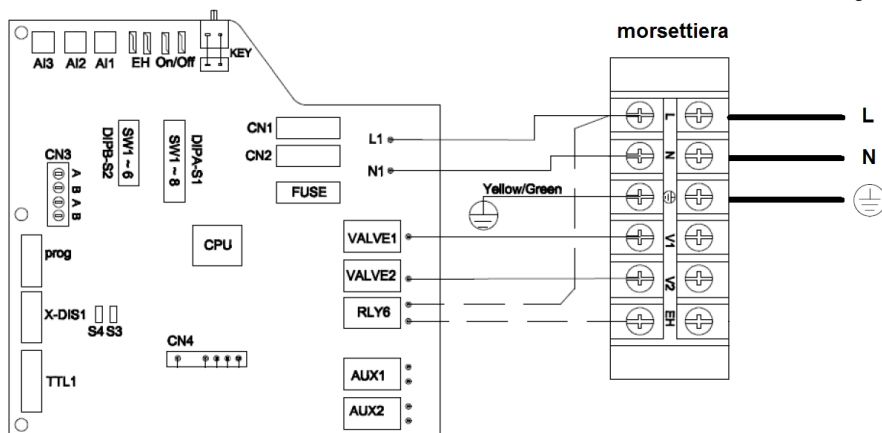 morsettiera
AI3
AI2
AI1
EH
On/Off
KEY
DIPB-S2
SW1 ~ 6
SW1 ~ 8
DIPA-S1
CN1
CN2
FUSE
L1
N1
L
N
V1
V2
EH
L
N
CN3
A
B
A
B
Yellow/Green
CPU
VALVE1
VALVE2
RLY6
prog
X-DIS1
S4
S3
CN4
TTL1
AUX1
AUX2